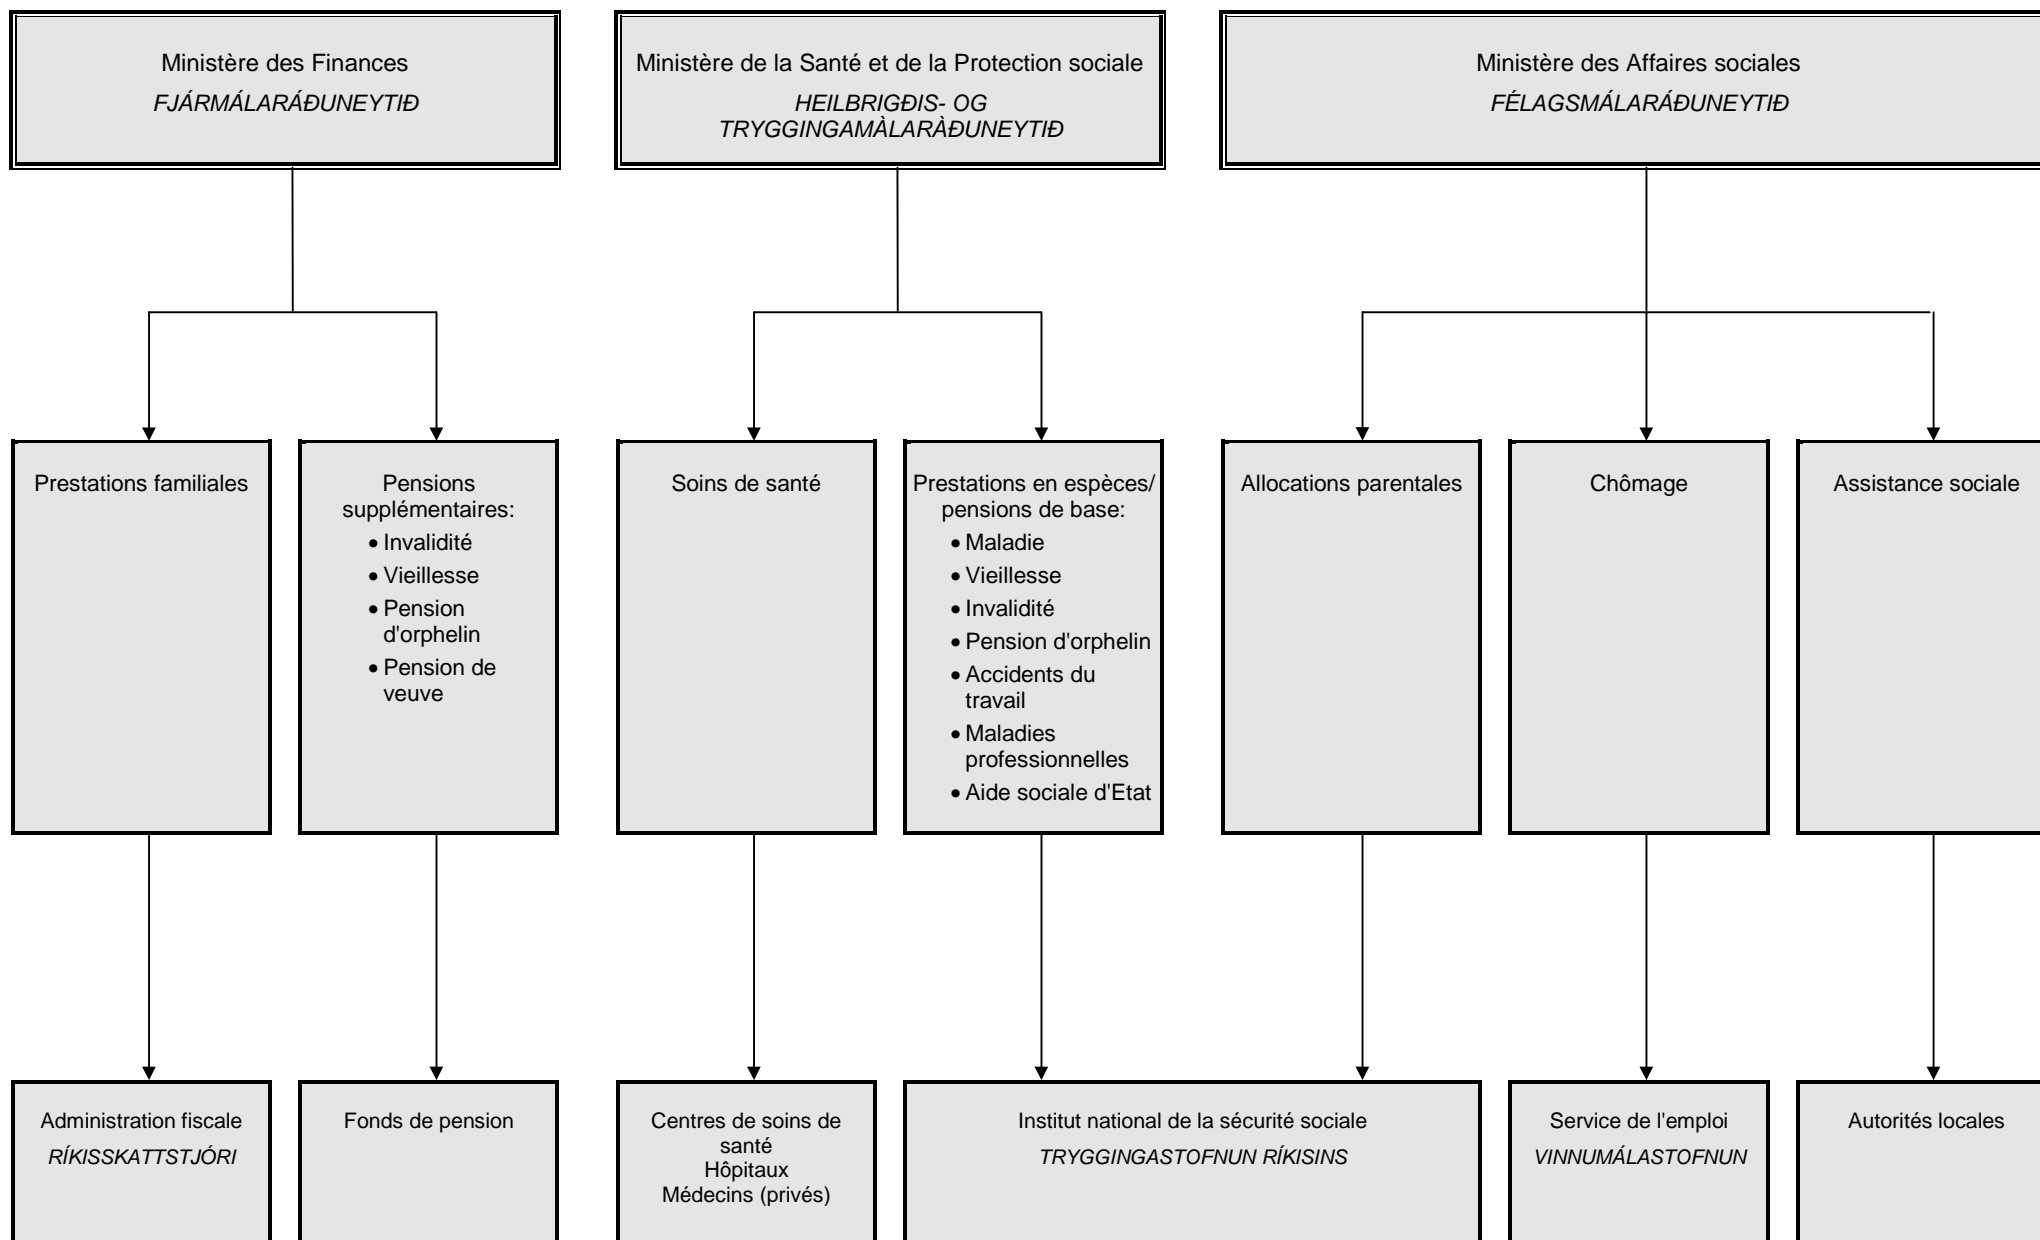 Ministère des Finances
FJÁRMÁLARÁÐUNEYTIÐ
Ministère de la Santé et de la Protection sociale
HEILBRIGÐIS- OG
TRYGGINGAMÀLARÀÐUNEYTIÐ
Ministère des Affaires sociales
FÉLAGSMÁLARÁÐUNEYTIÐ
Prestations familiales
Pensions
supplémentaires:
• Invalidité
• Vieillesse
• Pension
d'orphelin
• Pension de
veuve
Soins de santé
Prestations en espèces/
pensions de base:
• Maladie
• Vieillesse
• Invalidité
• Pension d'orphelin
• Accidents du
travail
• Maladies
professionnelles
• Aide sociale d'Etat
Allocations parentales
Chômage
Assistance sociale
Administration fiscale
RÍKISSKATTSTJÓRI
Fonds de pension
Centres de soins de
santé
Hôpitaux
Médecins (privés)
Institut national de la sécurité sociale
TRYGGINGASTOFNUN RÍKISINS
Service de l'emploi
VINNUMÁLASTOFNUN
Autorités locales